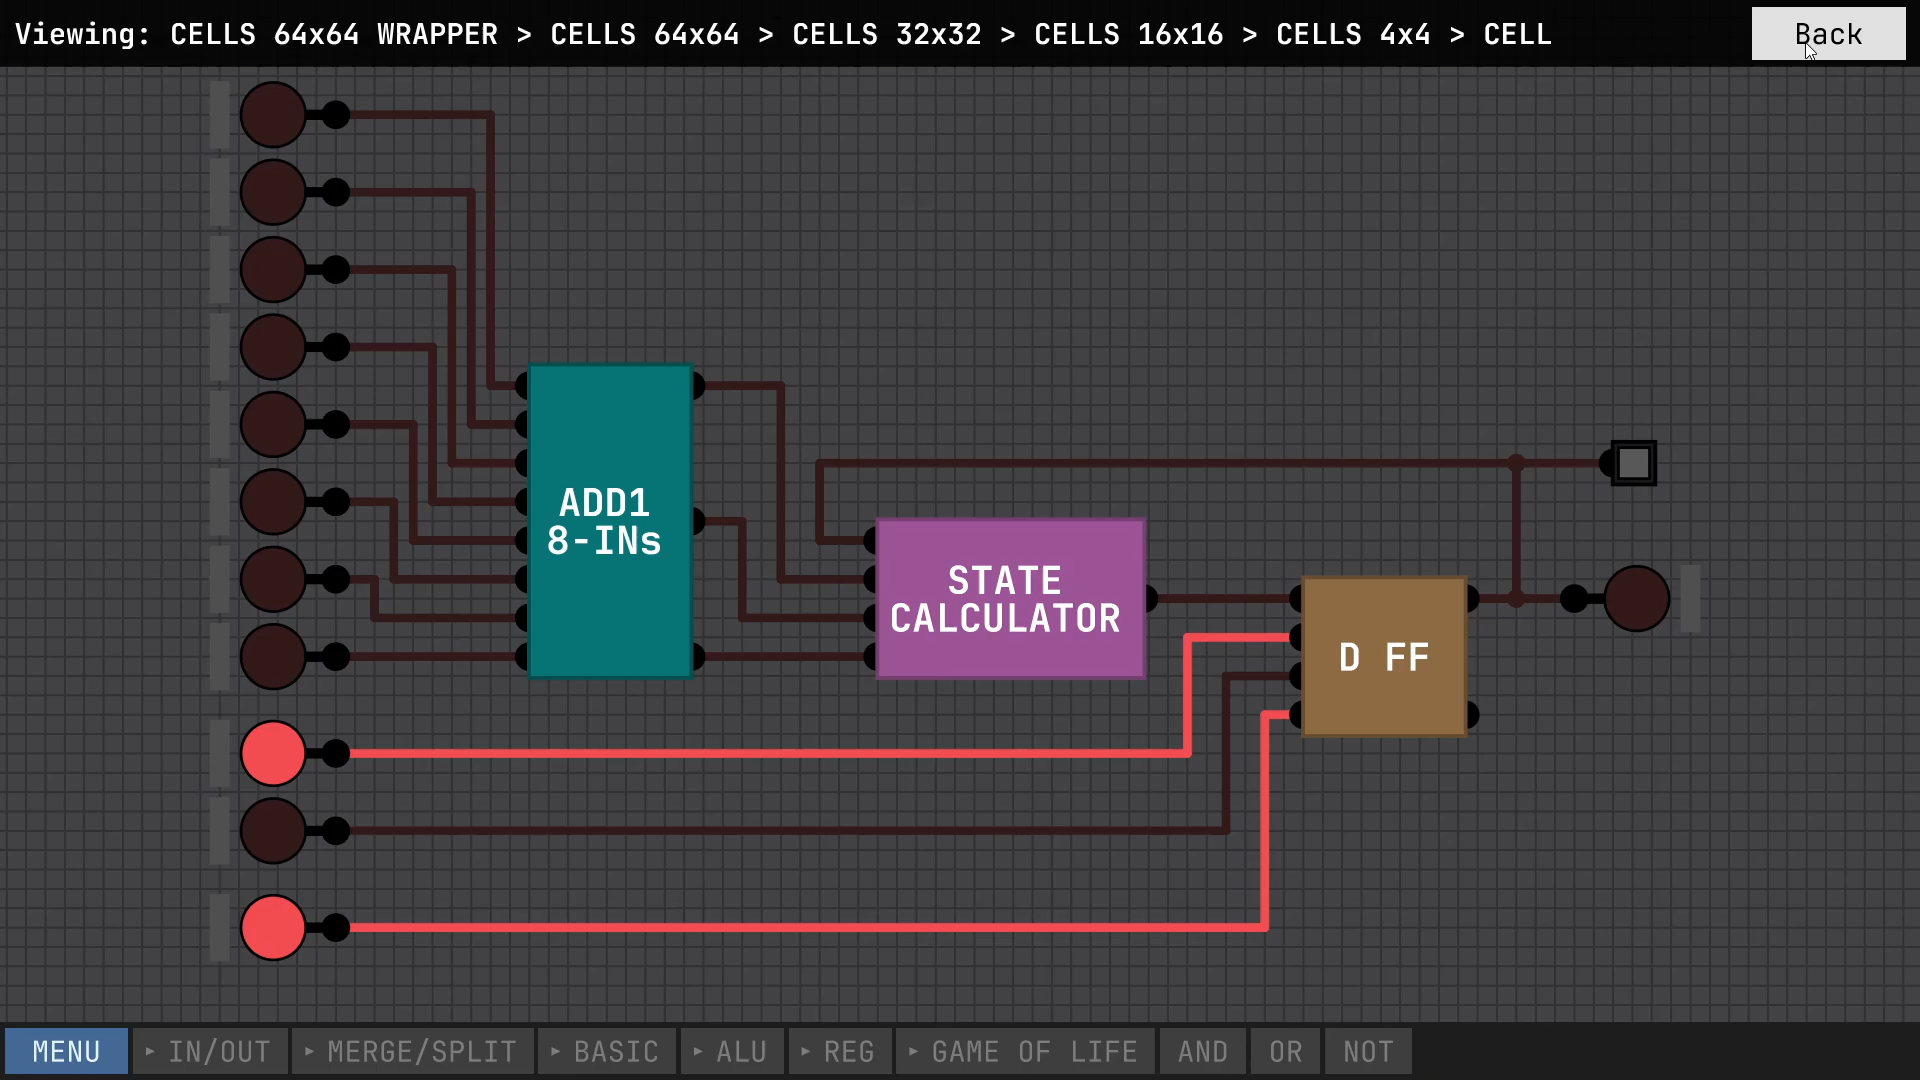 Viewing: CELLS 64x64 WRAPPER > CELLS 64x64 > CELLS 32x32 > CELLS 16x16 > CELLS 4x4 > CELL
Back
ADD1
8-INs
STATE
CALCULATOR
D FF
MENU
IN/OUT
MERGE/SPLIT
BASIC
ALU
REG
GAME OF LIFE
AND
OR
NOT